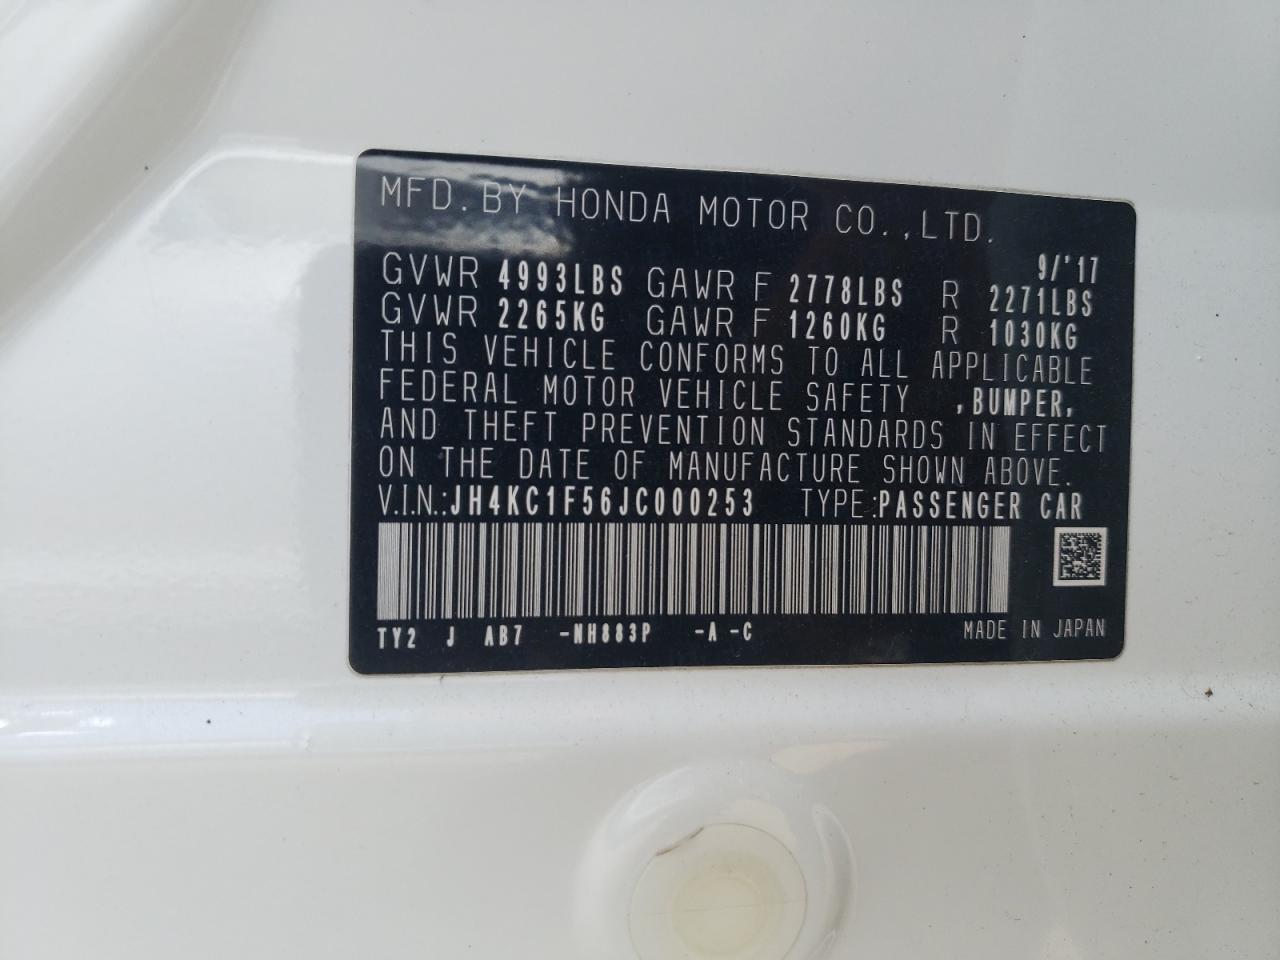 MFD.BY HONDA MOTOR CO.,LTD.
9/'17
GVWR 4993LBS GAWR F 2778LBS R 2271LBS
GVWR 2265KG GAWR F 1260KG R 1030KG
THIS VEHICLE CONFORMS TO ALL APPLICABLE
FEDERAL MOTOR VEHICLE SAFETY ,BUMPER,
AND THEFT PREVENTION STANDARDS IN EFFECT
ON THE DATE OF MANUFACTURE SHOWN ABOVE.
V.I.N.:JH4KC1F56JC000253 TYPE:PASSENGER CAR
TY2 J AB7 -NH883P -A -C MADE IN JAPAN